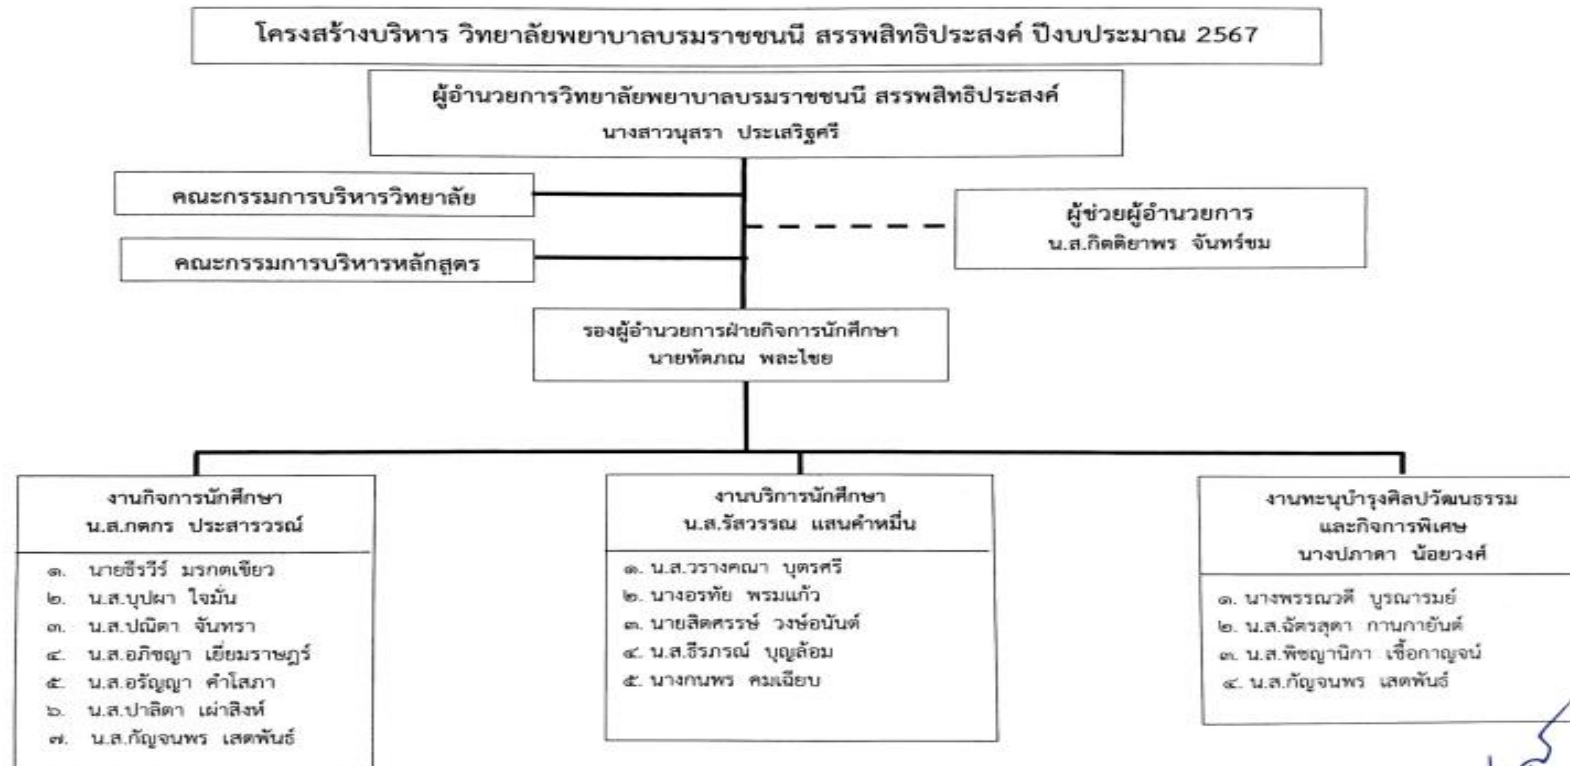 โครงสร้างบริหาร วิทยาลัยพยาบาลบรมราชชนนี สรรพสิทธิประสงค์ ปีงบประมาณ 2567
ผู้อำนวยการวิทยาลัยพยาบาลบรมราชชนนี สรรพสิทธิประสงค์
นางสาวนุสรา ประเสริฐศรี
คณะกรรมการบริหารวิทยาลัย
ผู้ช่วยผู้อำนวยการ
น.ส.กิตติยาพร จันทร์ชม
คณะกรรมการบริหารหลักสูตร
รองผู้อำนวยการฝ่ายกิจการนักศึกษา
นายทัตภณ พละไชย
งานกิจการนักศึกษา
น.ส.กตกร ประสารวรณ์
๑. นายธีรวีร์ มรกตเขียว
๒. น.ส.บุปผา ใจมั่น
๓. น.ส.ปณิตา จันทรา
๔. น.ส.อภิชญา เยี่ยมราษฎร์
๕. น.ส.อรัญญา คำโสภา
๖. น.ส.ปาลิตา เผ่าสิงห์
๗. น.ส.กัญจนพร เสตพันธ์
งานบริการนักศึกษา
น.ส.รัสวรรณ แสนคำหมื่น
๑. น.ส.วรางคณา บุตรศรี
๒. นางอรทัย พรมแก้ว
๓. นายสิตศรรษ์ วงษ์อนันต์
๔. น.ส.ธีรภรณ์ บุญล้อม
๕. นางกนพร คมเฉียบ
งานทะนุบำรุงศิลปวัฒนธรรม
และกิจการพิเศษ
นางปภาดา น้อยวงศ์
๑. นางพรรณวดี บูรณารมย์
๒. น.ส.ฉัตรสุดา กานกายันต์
๓. น.ส.พิชญานิกา เชื้อกาญจน์
๔. น.ส.กัญจนพร เสตพันธ์